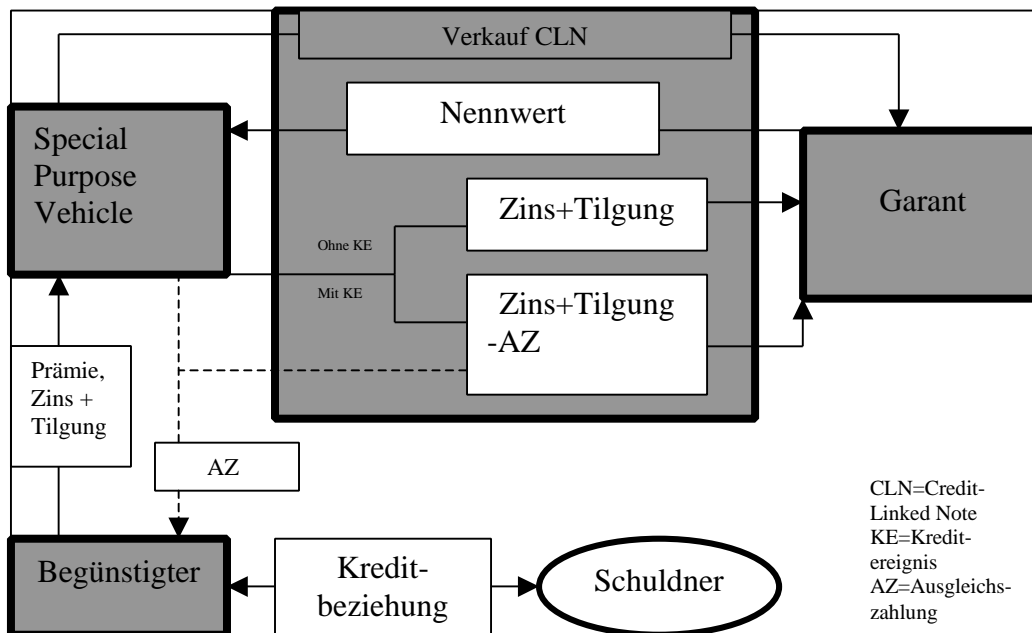 Verkauf CLN
Nennwert
Special
Purpose
Vehicle
Garant
Zins+Tilgung
Ohne KE
Mit KE
Zins+Tilgung
-AZ
Prämie,
Zins +
Tilgung
AZ
CLN=Credit-
Linked Note
KE=Kredit-
ereignis
AZ=Ausgleichs-
zahlung
Begünstigter
Kredit-
beziehung
Schuldner